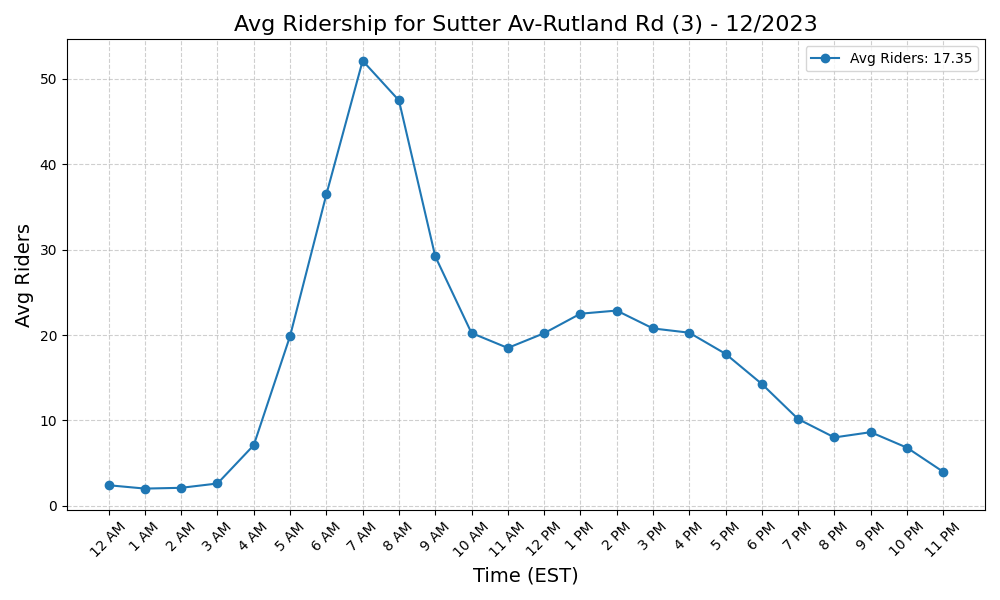 Avg Ridership for Sutter Av-Rutland Rd (3) - 12/2023
Avg Riders: 17.35
Avg Riders
50
40
30
20
10
0
12 AM
1 AM
2 AM
3 AM
4 AM
5 AM
6 AM
7 AM
8 AM
9 AM
10 AM
11 AM
12 PM
1 PM
2 PM
3 PM
4 PM
5 PM
6 PM
7 PM
8 PM
9 PM
10 PM
11 PM
Time (EST)